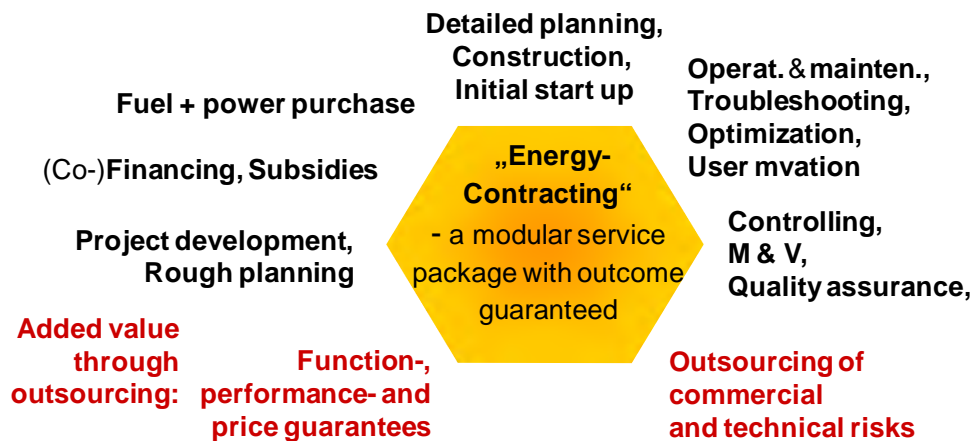 Detailed planning,
Construction,
Initial start up
Operat. & mainten.,
Troubleshooting,
Optimization,
User mvation
Fuel + power purchase
(Co-)Financing, Subsidies
Project development,
Rough planning
„Energy-
Contracting“
- a modular service
package with outcome
guaranteed
Controlling,
M & V,
Quality assurance,
Added value
through
outsourcing:
Function-,
performance- and
price guarantees
Outsourcing of
commercial
and technical risks